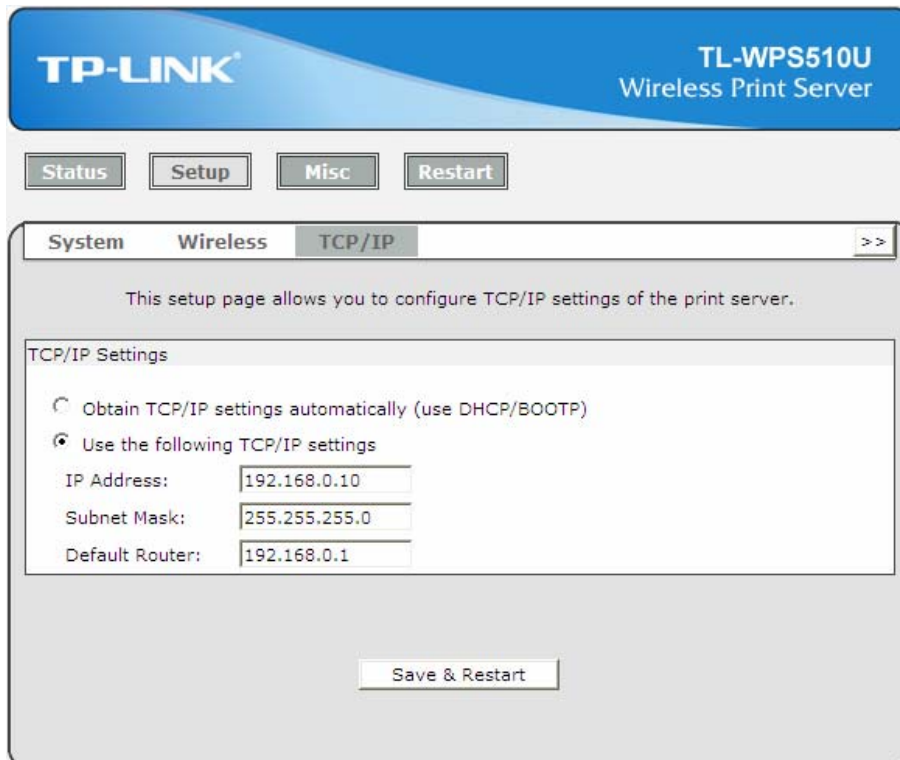 TP-LINK
TL-WPS510U
Wireless Print Server
Status Setup Misc Restart
System Wireless TCP/IP >>
This setup page allows you to configure TCP/IP settings of the print server.
TCP/IP Settings
Obtain TCP/IP settings automatically (use DHCP/BOOTP)
Use the following TCP/IP settings
IP Address: 192.168.0.10
Subnet Mask: 255.255.255.0
Default Router: 192.168.0.1
Save & Restart